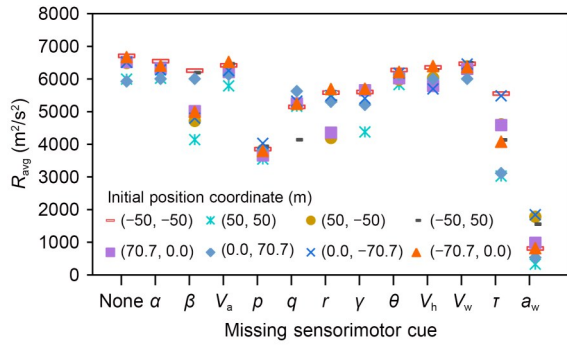 8000
7000
6000
5000
4000
3000
2000
1000
0
R_avg (m²/s²)
Initial position coordinate (m)
(−50, −50) (50, 50) (50, −50) (−50, 50)
(70.7, 0.0) (0.0, 70.7) (0.0, −70.7) (−70.7, 0.0)
None α β V_a p q r γ θ V_h V_w τ a_w
Missing sensorimotor cue